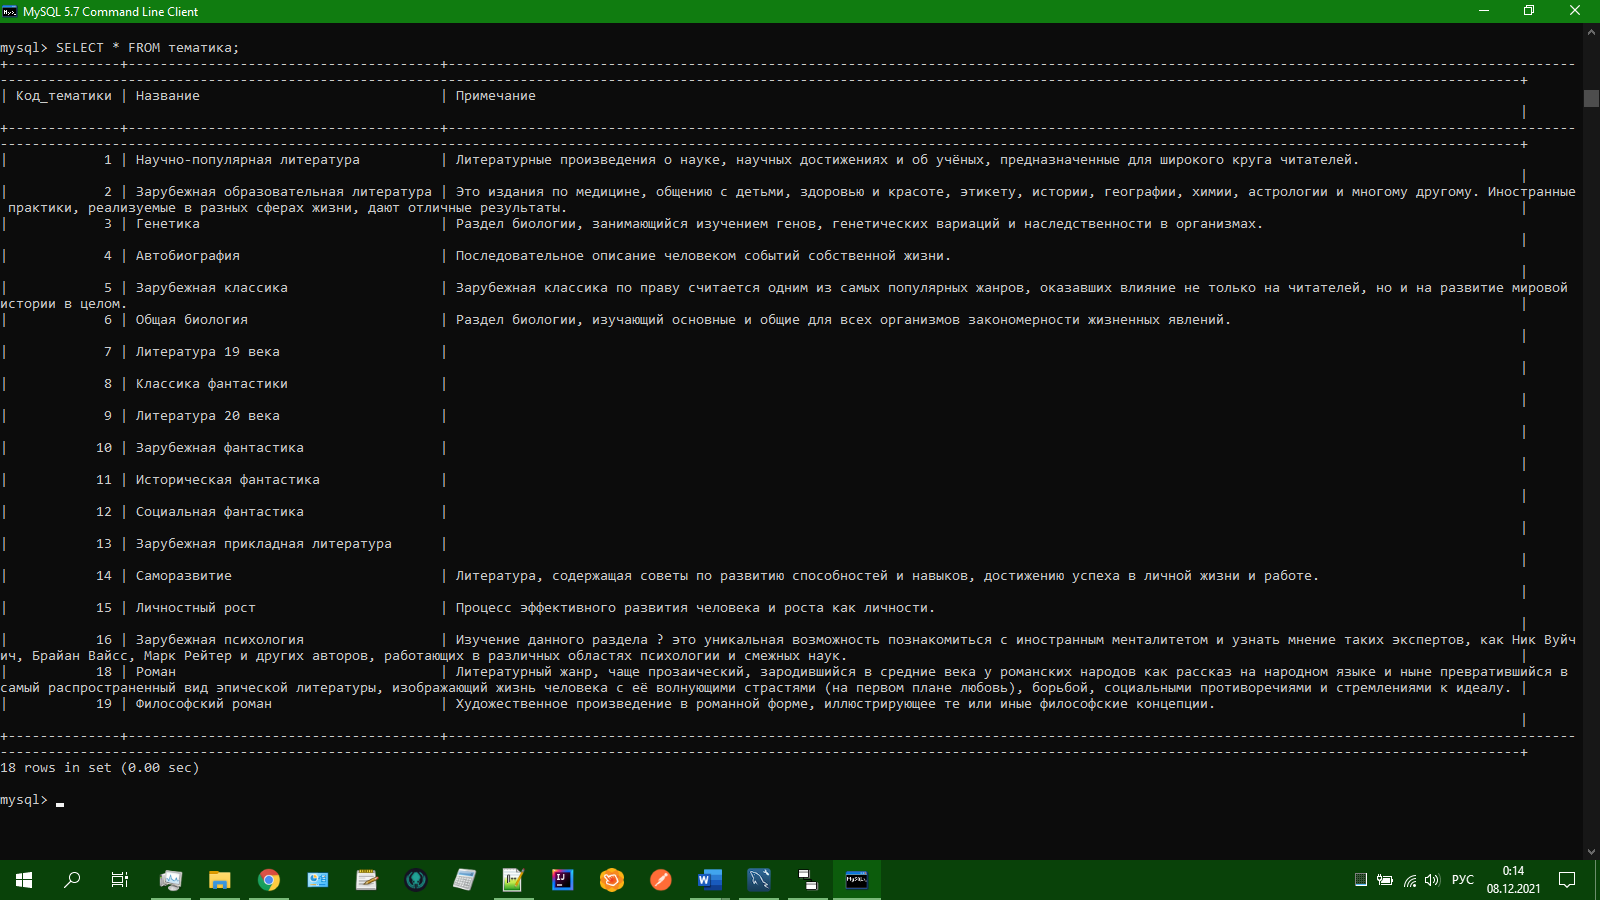 MySQL 5.7 Command Line Client
mysql> SELECT * FROM тематика;
+--------------+---------------------------------------+---------------------------------------------------------------------------------------------------------------------------------------------
----------------------------------------------------------------------------------------------------------------------------------------------------------------------------------------------+
| Код_тематики | Название | Примечание
|
+--------------+---------------------------------------+---------------------------------------------------------------------------------------------------------------------------------------------
----------------------------------------------------------------------------------------------------------------------------------------------------------------------------------------------+
| 1 | Научно-популярная литература | Литературные произведения о науке, научных достижениях и об учёных, предназначенные для широкого круга читателей.
|
| 2 | Зарубежная образовательная литература | Это издания по медицине, общению с детьми, здоровью и красоте, этикету, истории, географии, химии, астрологии и многому другому. Иностранные
практики, реализуемые в разных сферах жизни, дают отличные результаты. |
| 3 | Генетика | Раздел биологии, занимающийся изучением генов, генетических вариаций и наследственности в организмах.
|
| 4 | Автобиография | Последовательное описание человеком событий собственной жизни.
|
| 5 | Зарубежная классика | Зарубежная классика по праву считается одним из самых популярных жанров, оказавших влияние не только на читателей, но и на развитие мировой
истории в целом. |
| 6 | Общая биология | Раздел биологии, изучающий основные и общие для всех организмов закономерности жизненных явлений.
|
| 7 | Литература 19 века |
|
| 8 | Классика фантастики |
|
| 9 | Литература 20 века |
|
| 10 | Зарубежная фантастика |
|
| 11 | Историческая фантастика |
|
| 12 | Социальная фантастика |
|
| 13 | Зарубежная прикладная литература |
|
| 14 | Саморазвитие | Литература, содержащая советы по развитию способностей и навыков, достижению успеха в личной жизни и работе.
|
| 15 | Личностный рост | Процесс эффективного развития человека и роста как личности.
|
| 16 | Зарубежная психология | Изучение данного раздела ? это уникальная возможность познакомиться с иностранным менталитетом и узнать мнение таких экспертов, как Ник Вуйч
ич, Брайан Вайсс, Марк Рейтер и других авторов, работающих в различных областях психологии и смежных наук. |
| 18 | Роман | Литературный жанр, чаще прозаический, зародившийся в средние века у романских народов как рассказ на народном языке и ныне превратившийся в
самый распространенный вид эпической литературы, изображающий жизнь человека с её волнующими страстями (на первом плане любовь), борьбой, социальными противоречиями и стремлениями к идеалу. |
| 19 | Философский роман | Художественное произведение в романной форме, иллюстрирующее те или иные философские концепции.
|
+--------------+---------------------------------------+---------------------------------------------------------------------------------------------------------------------------------------------
----------------------------------------------------------------------------------------------------------------------------------------------------------------------------------------------+
18 rows in set (0.00 sec)
mysql>
РУС
0:14
08.12.2021